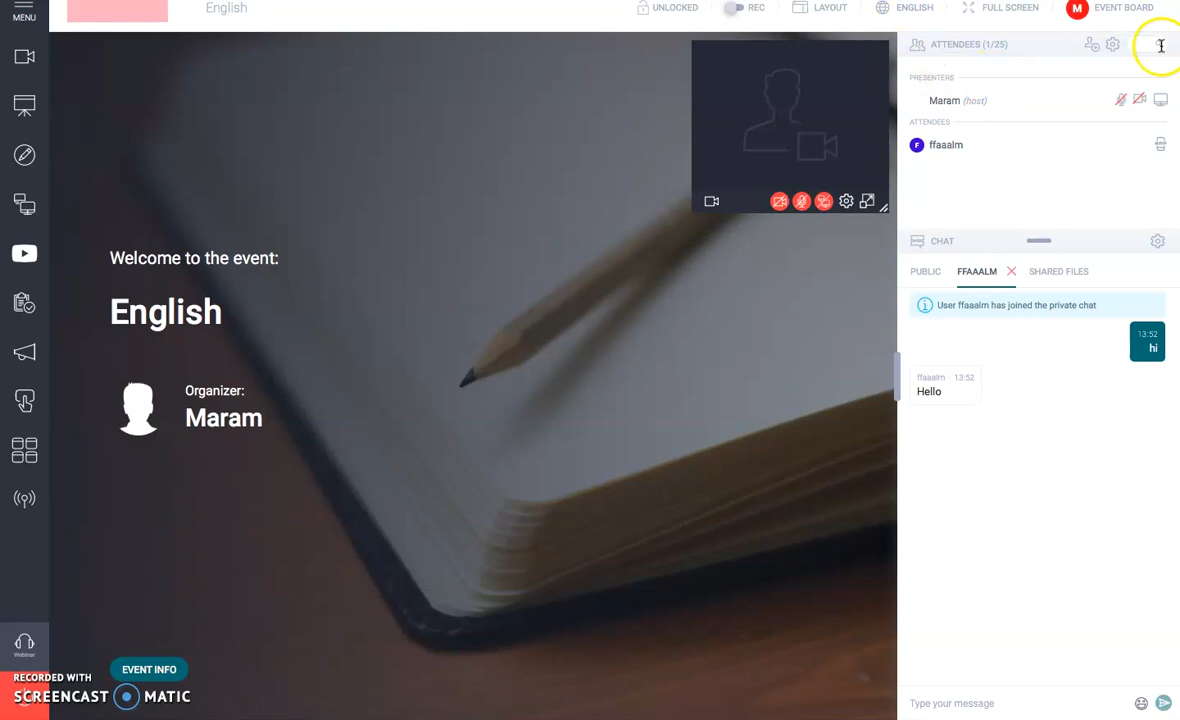 MENU
English
UNLOCKED
REC
LAYOUT
ENGLISH
FULL SCREEN
M
EVENT BOARD
ATTENDEES (1/25)
PRESENTERS
Maram (host)
ATTENDEES
F
ffaaalm
Welcome to the event:
English
Organizer:
Maram
CHAT
PUBLIC
FFAAALM
SHARED FILES
User ffaaalm has joined the private chat
13:52
hi
ffaaalm 13:52
Hello
Webinar
EVENT INFO
RECORDED WITH
SCREENCAST MATIC
Type your message